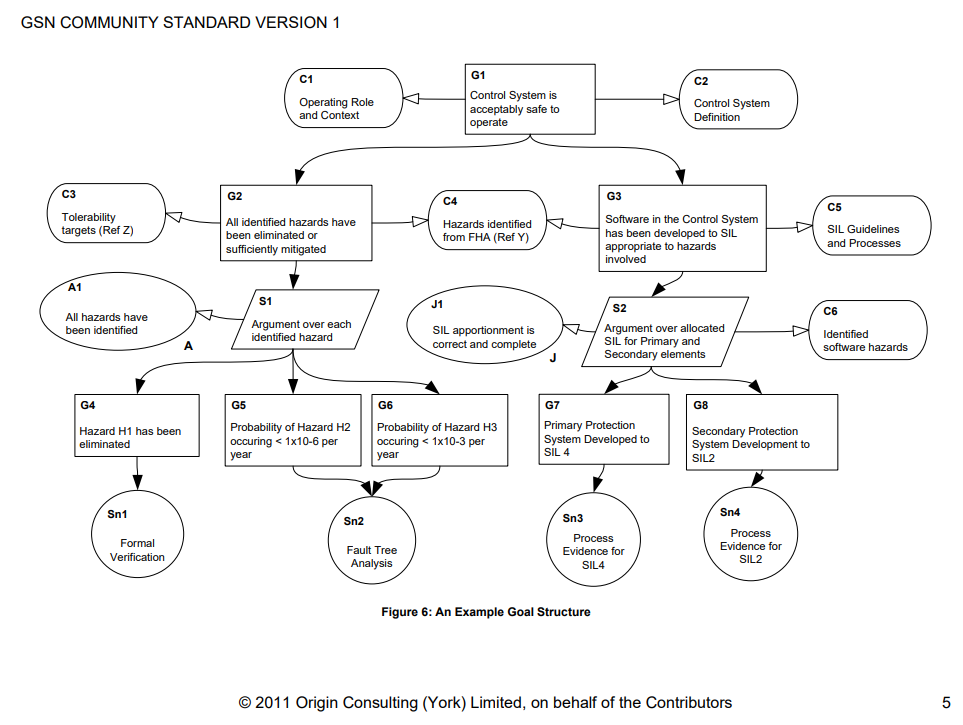 GSN COMMUNITY STANDARD VERSION 1
C1
Operating Role
and Context
G1
Control System is
acceptably safe to
operate
C2
Control System
Definition
C3
Tolerability
targets (Ref Z)
G2
All identified hazards have
been eliminated or
sufficiently mitigated
C4
Hazards identified
from FHA (Ref Y)
G3
Software in the Control System
has been developed to SIL
appropriate to hazards
involved
C5
SIL Guidelines
and Processes
A1
All hazards have
been identified
A
S1
Argument over each
identified hazard
J1
SIL apportionment is
correct and complete
J
S2
Argument over allocated
SIL for Primary and
Secondary elements
C6
Identified
software hazards
G4
Hazard H1 has been
eliminated
G5
Probability of Hazard H2
occuring < 1x10-6 per
year
G6
Probability of Hazard H3
occuring < 1x10-3 per
year
G7
Primary Protection
System Developed to
SIL 4
G8
Secondary Protection
System Development to
SIL2
Sn1
Formal
Verification
Sn2
Fault Tree
Analysis
Sn3
Process
Evidence for
SIL4
Sn4
Process
Evidence for
SIL2
Figure 6: An Example Goal Structure
© 2011 Origin Consulting (York) Limited, on behalf of the Contributors
5